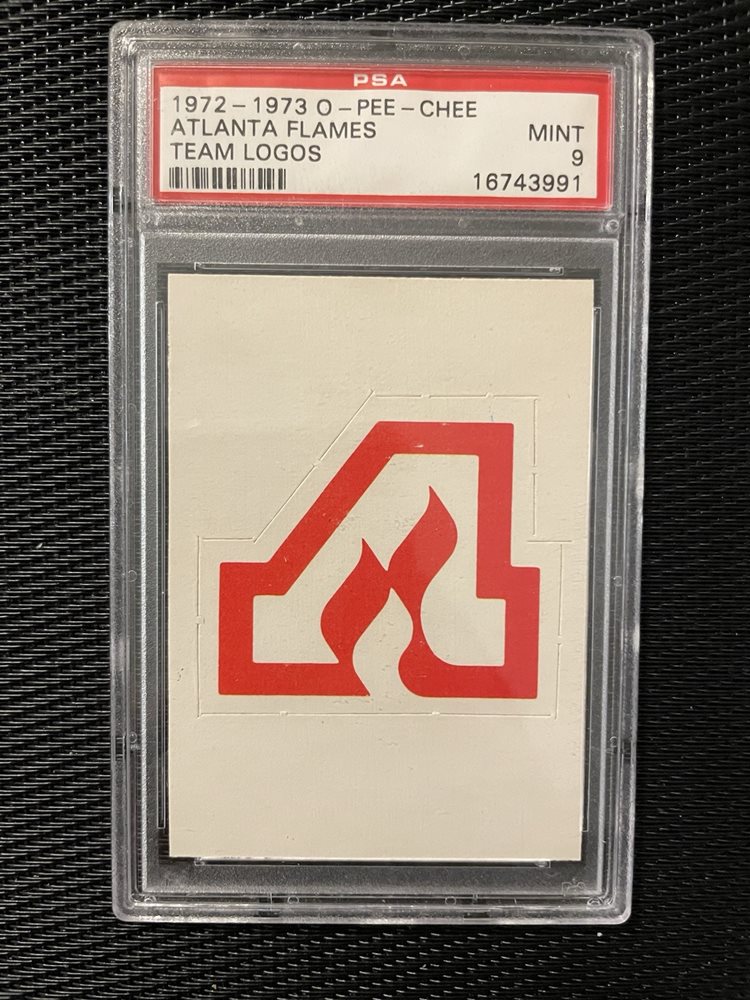 PSA
1972-1973 O-PEE-CHEE
ATLANTA FLAMES MINT
TEAM LOGOS 9
16743991